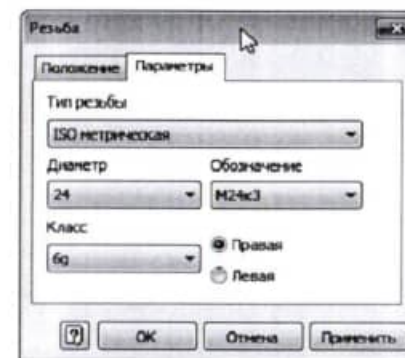 Резьба
Положение Параметры
Тип резьбы
ISO метрическая
Диаметр Обозначение
24 M24x3
Класс
6g Правая
Левая
? OK Отмена Применить